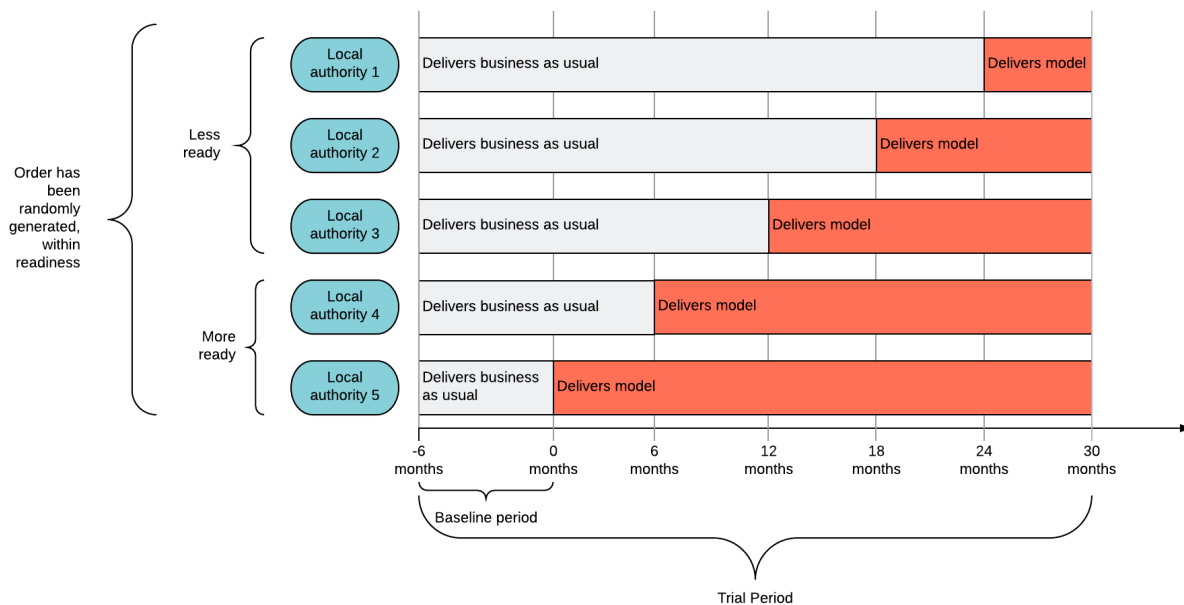 Order has
been
randomly
generated,
within
readiness
Less
ready
More
ready
Local
authority 1
Delivers business as usual
Delivers model
Local
authority 2
Delivers business as usual
Delivers model
Local
authority 3
Delivers business as usual
Delivers model
Local
authority 4
Delivers business as usual
Delivers model
Local
authority 5
Delivers business
as usual
Delivers model
-6
months
0
months
6
months
12
months
18
months
24
months
30
months
Baseline period
Trial Period